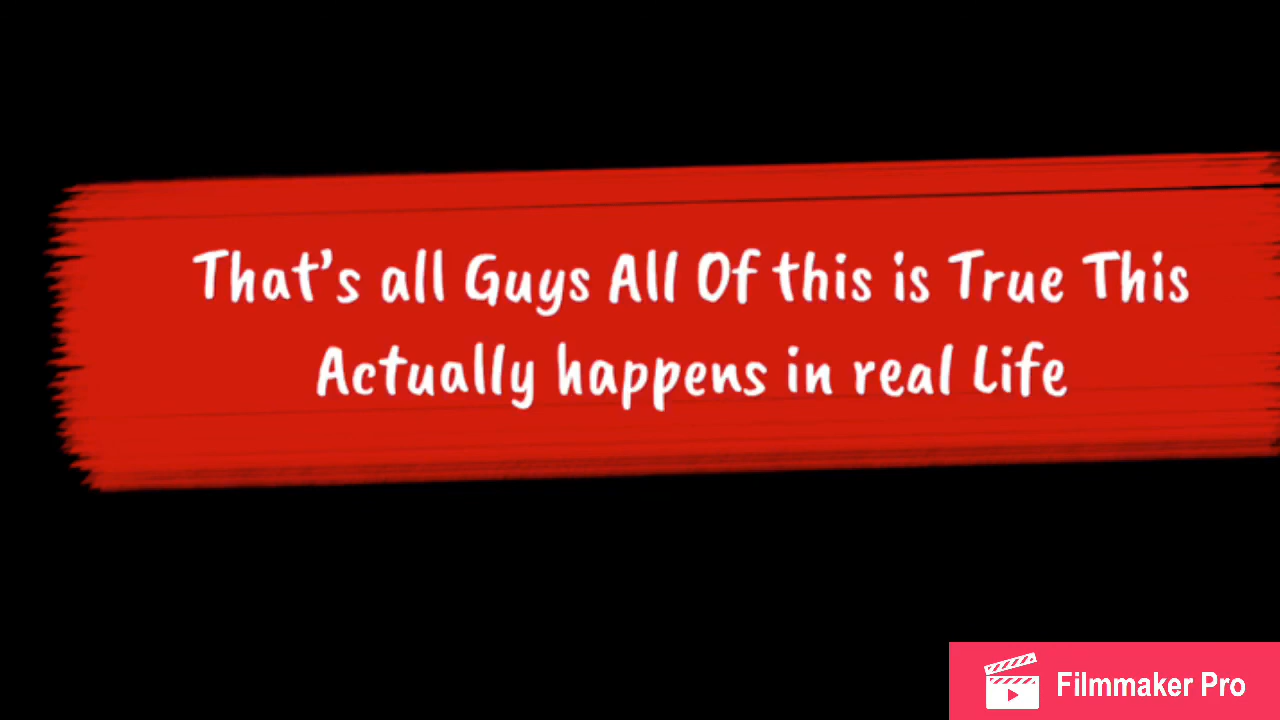 That's all Guys All Of this is True This
Actually happens in real Life
Filmmaker Pro